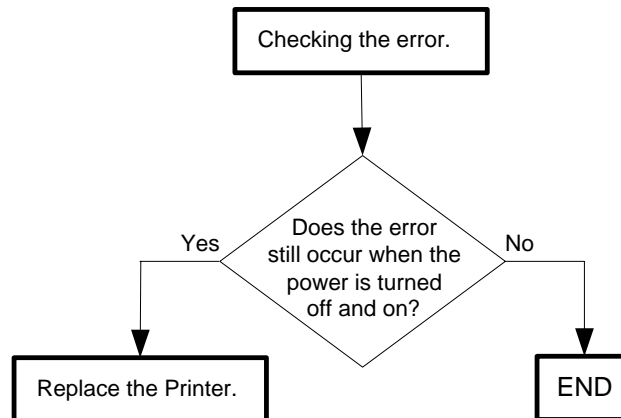 Checking the error.
Does the error
still occur when the
power is turned
off and on?
Yes
No
Replace the Printer.
END